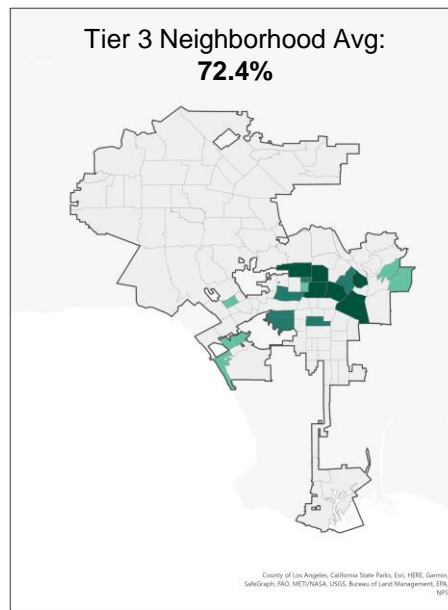 Tier 3 Neighborhood Avg:
72.4%
County of Los Angeles, California State Parks, Esri, HERE, Garmin,
SafeGraph, FAO, METI/NASA, USGS, Bureau of Land Management, EPA,
NPS